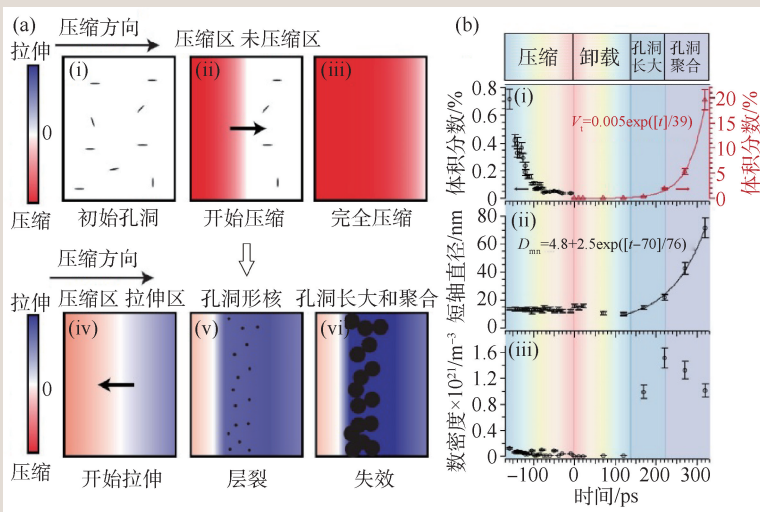 (a)
压缩方向
压缩区 未压缩区
拉伸
0
压缩
(i)
(ii)
(iii)
初始孔洞
开始压缩
完全压缩
压缩方向
压缩区 拉伸区
孔洞形核
孔洞长大和聚合
拉伸
0
压缩
(iv)
(v)
(vi)
开始拉伸
层裂
失效
(b)
压缩
卸载
孔洞
长大
孔洞
聚合
(i)
体积分数/%
0.8
0.6
0.4
0.2
0
V_t=0.005exp([t]/39)
20
15
10
5
0
体积分数/%
(ii)
短轴直径/nm
80
60
40
20
0
D_mn=4.8+2.5exp([t−70]/76)
(iii)
数密度×10²¹/m⁻³
1.6
1.2
0.8
0.4
0
-100 0 100 200 300
时间/ps